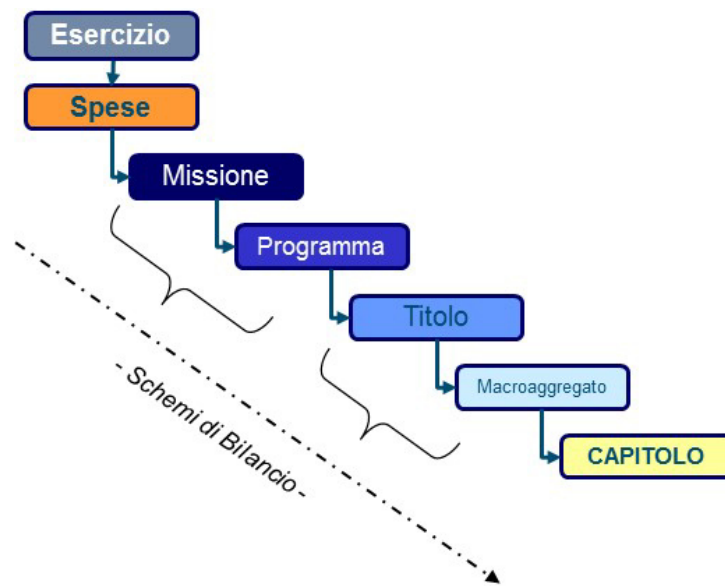 Esercizio
Spese
Missione
Programma
Titolo
Macroaggregato
CAPITOLO
- Schemi di Bilancio -